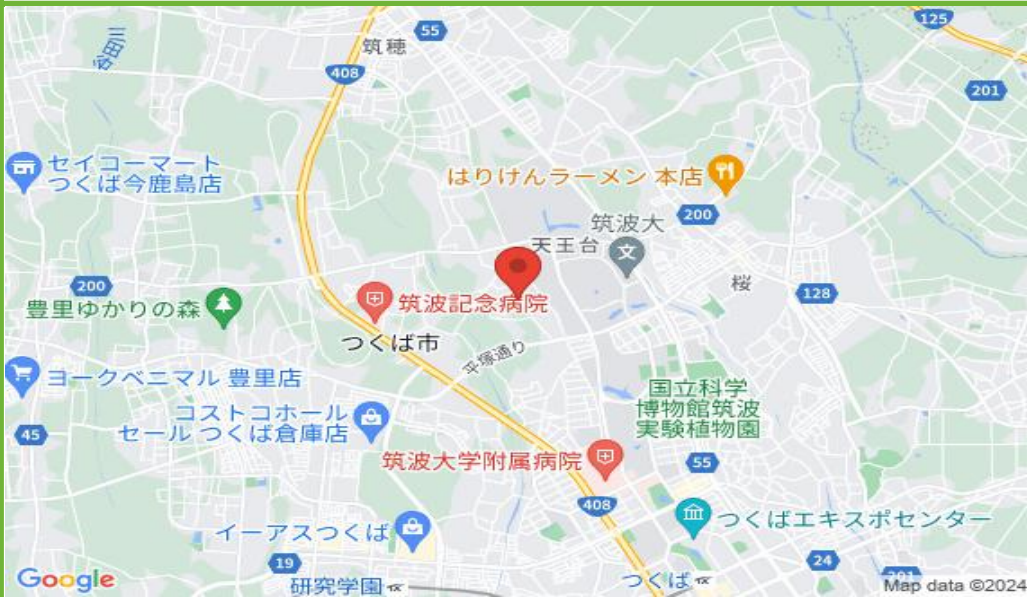 三田谷
筑穂
55
125
408
201
セイコーマート
つくば今鹿島店
はりけんラーメン 本店
200
筑波大
天王台
文
桜
200
128
豊里ゆかりの森
筑波記念病院
つくば市
平塚通り
ヨークベニマル 豊里店
国立科学
博物館筑波
実験植物園
コストコホール
セール つくば倉庫店
45
筑波大学附属病院
55
408
つくばエキスポセンター
イーアスつくば
19
24
201
研究学園
つくば
Google
Map data ©2024